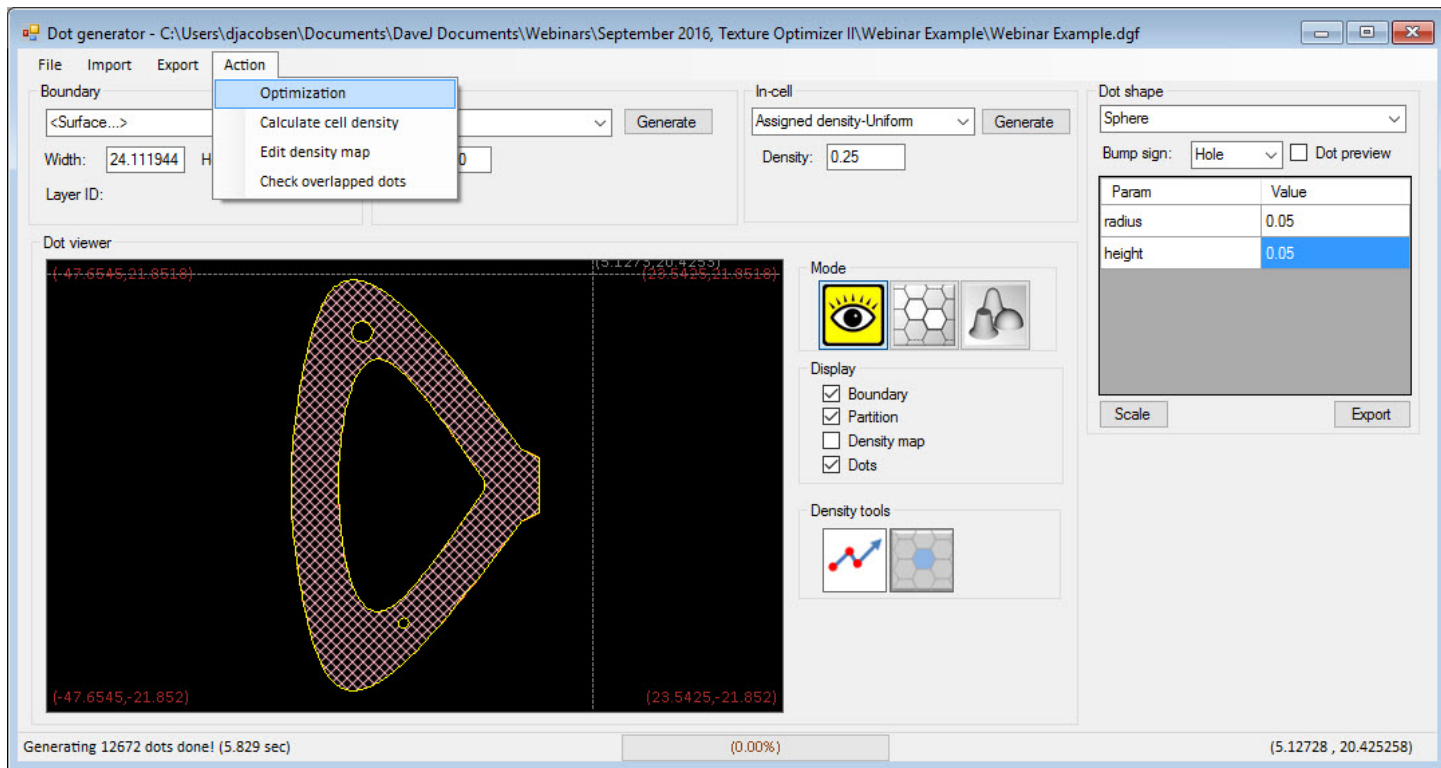 Dot generator - C:\Users\djacobsen\Documents\DaveJ Documents\Webinars\September 2016, Texture Optimizer II\Webinar Example\Webinar Example.dgf
File Import Export Action
Optimization
Calculate cell density
Edit density map
Check overlapped dots
Boundary
<Surface...>
Width: 24.111944 H
Layer ID:
0
Generate
In-cell
Assigned density-Uniform Generate
Density: 0.25
Dot shape
Sphere
Bump sign: Hole Dot preview
Param Value
radius 0.05
height 0.05
Scale Export
Dot viewer
(-47.6545,21.8518)
(5.1273,20.4253)
(23.5425,21.8518)
(-47.6545,-21.852)
(23.5425,-21.852)
Mode
Display
Boundary
Partition
Density map
Dots
Density tools
Generating 12672 dots done! (5.829 sec) (0.00%) (5.12728 , 20.425258)